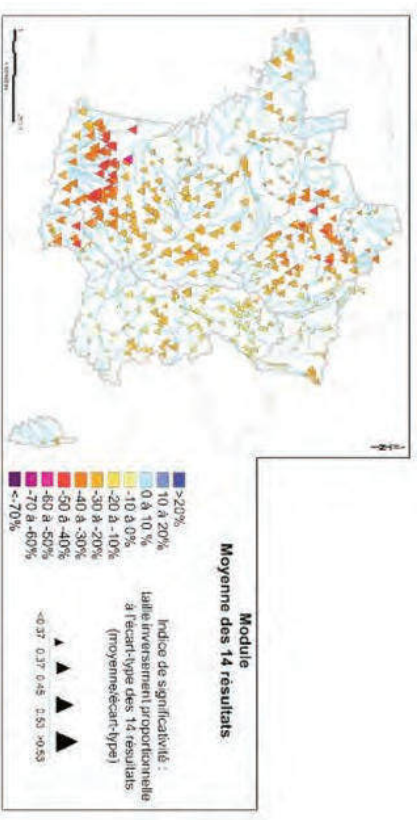 Module
Moyenne des 14 résultats
>20%
10 à 20%
0 à 10 %
-10 à 0%
-20 à -10%
-30 à -20%
-40 à -30%
-50 à -40%
-60 à -50%
-70 à -60%
<-70%
Indice de significativité :
taille inversement proportionnelle
à l'écart-type des 14 résultats
(moyenne/écart-type)
<0.37 0.37 0.45 0.53 >0.53
N